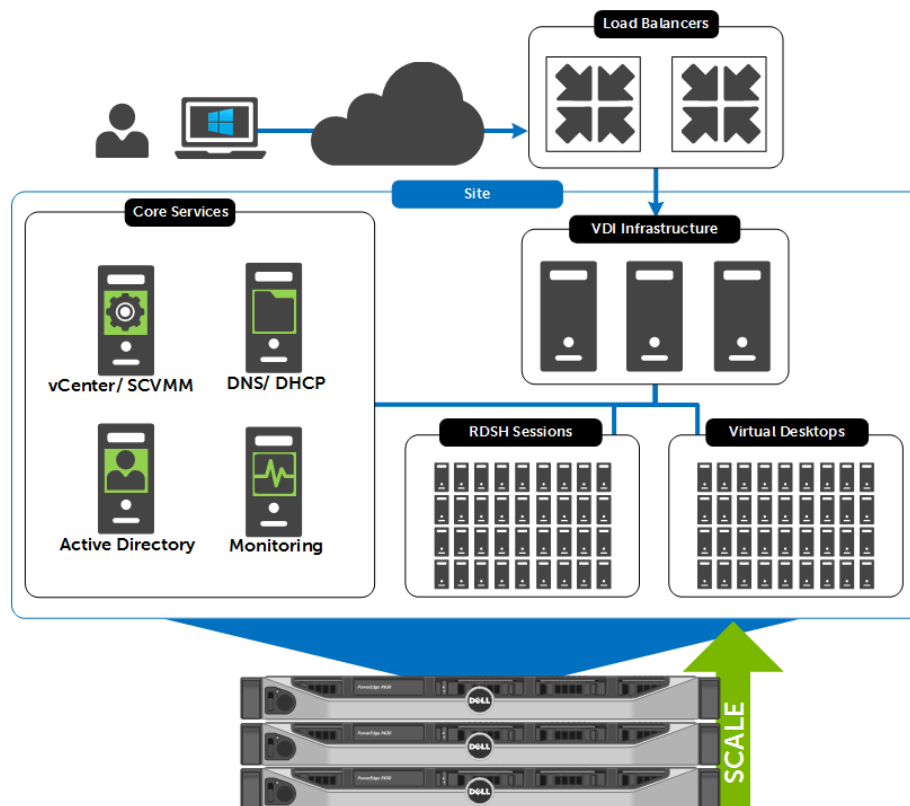 Load Balancers
Site
Core Services
VDI Infrastructure
vCenter/ SCVMM
DNS/ DHCP
RDSH Sessions
Virtual Desktops
Active Directory
Monitoring
SCALE
DELL
DELL
DELL